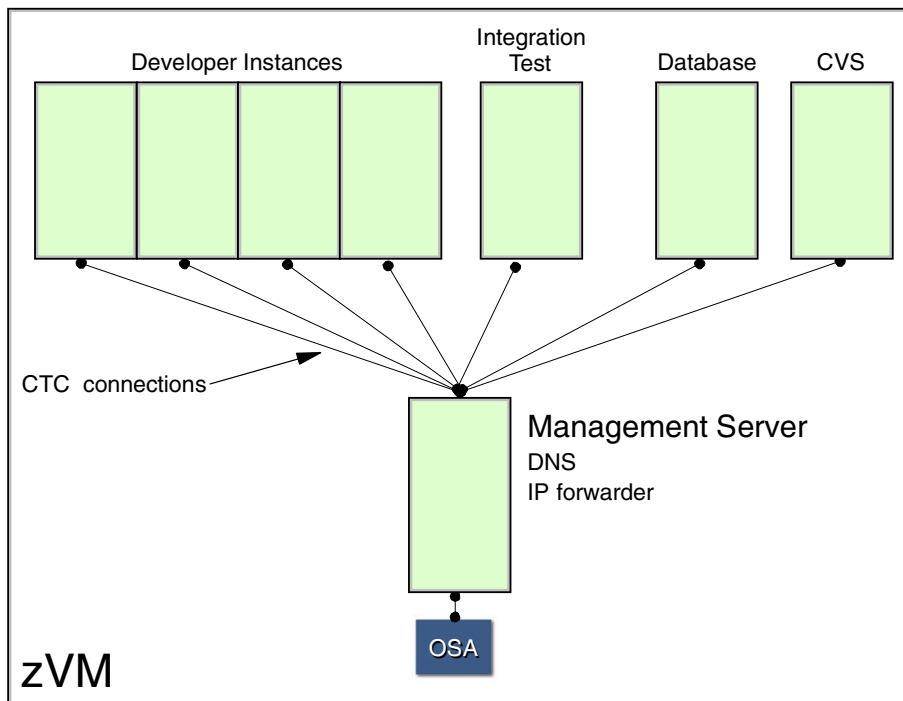 Developer Instances
Integration
Test
Database
CVS
CTC connections
Management Server
DNS
IP forwarder
OSA
zVM